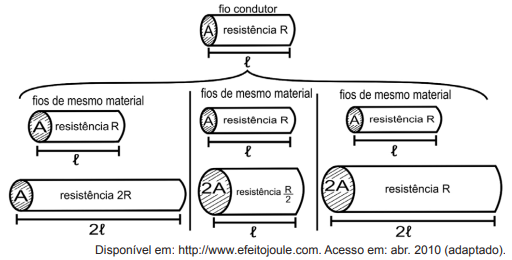 fio condutor
A resistência R
ℓ
fios de mesmo material
A resistência R
ℓ
A resistência 2R
2ℓ
fios de mesmo material
A resistência R
ℓ
2A resistência R/2
ℓ
fios de mesmo material
A resistência R
ℓ
2A resistência R
2ℓ
Disponível em: http://www.efeitojoule.com. Acesso em: abr. 2010 (adaptado).